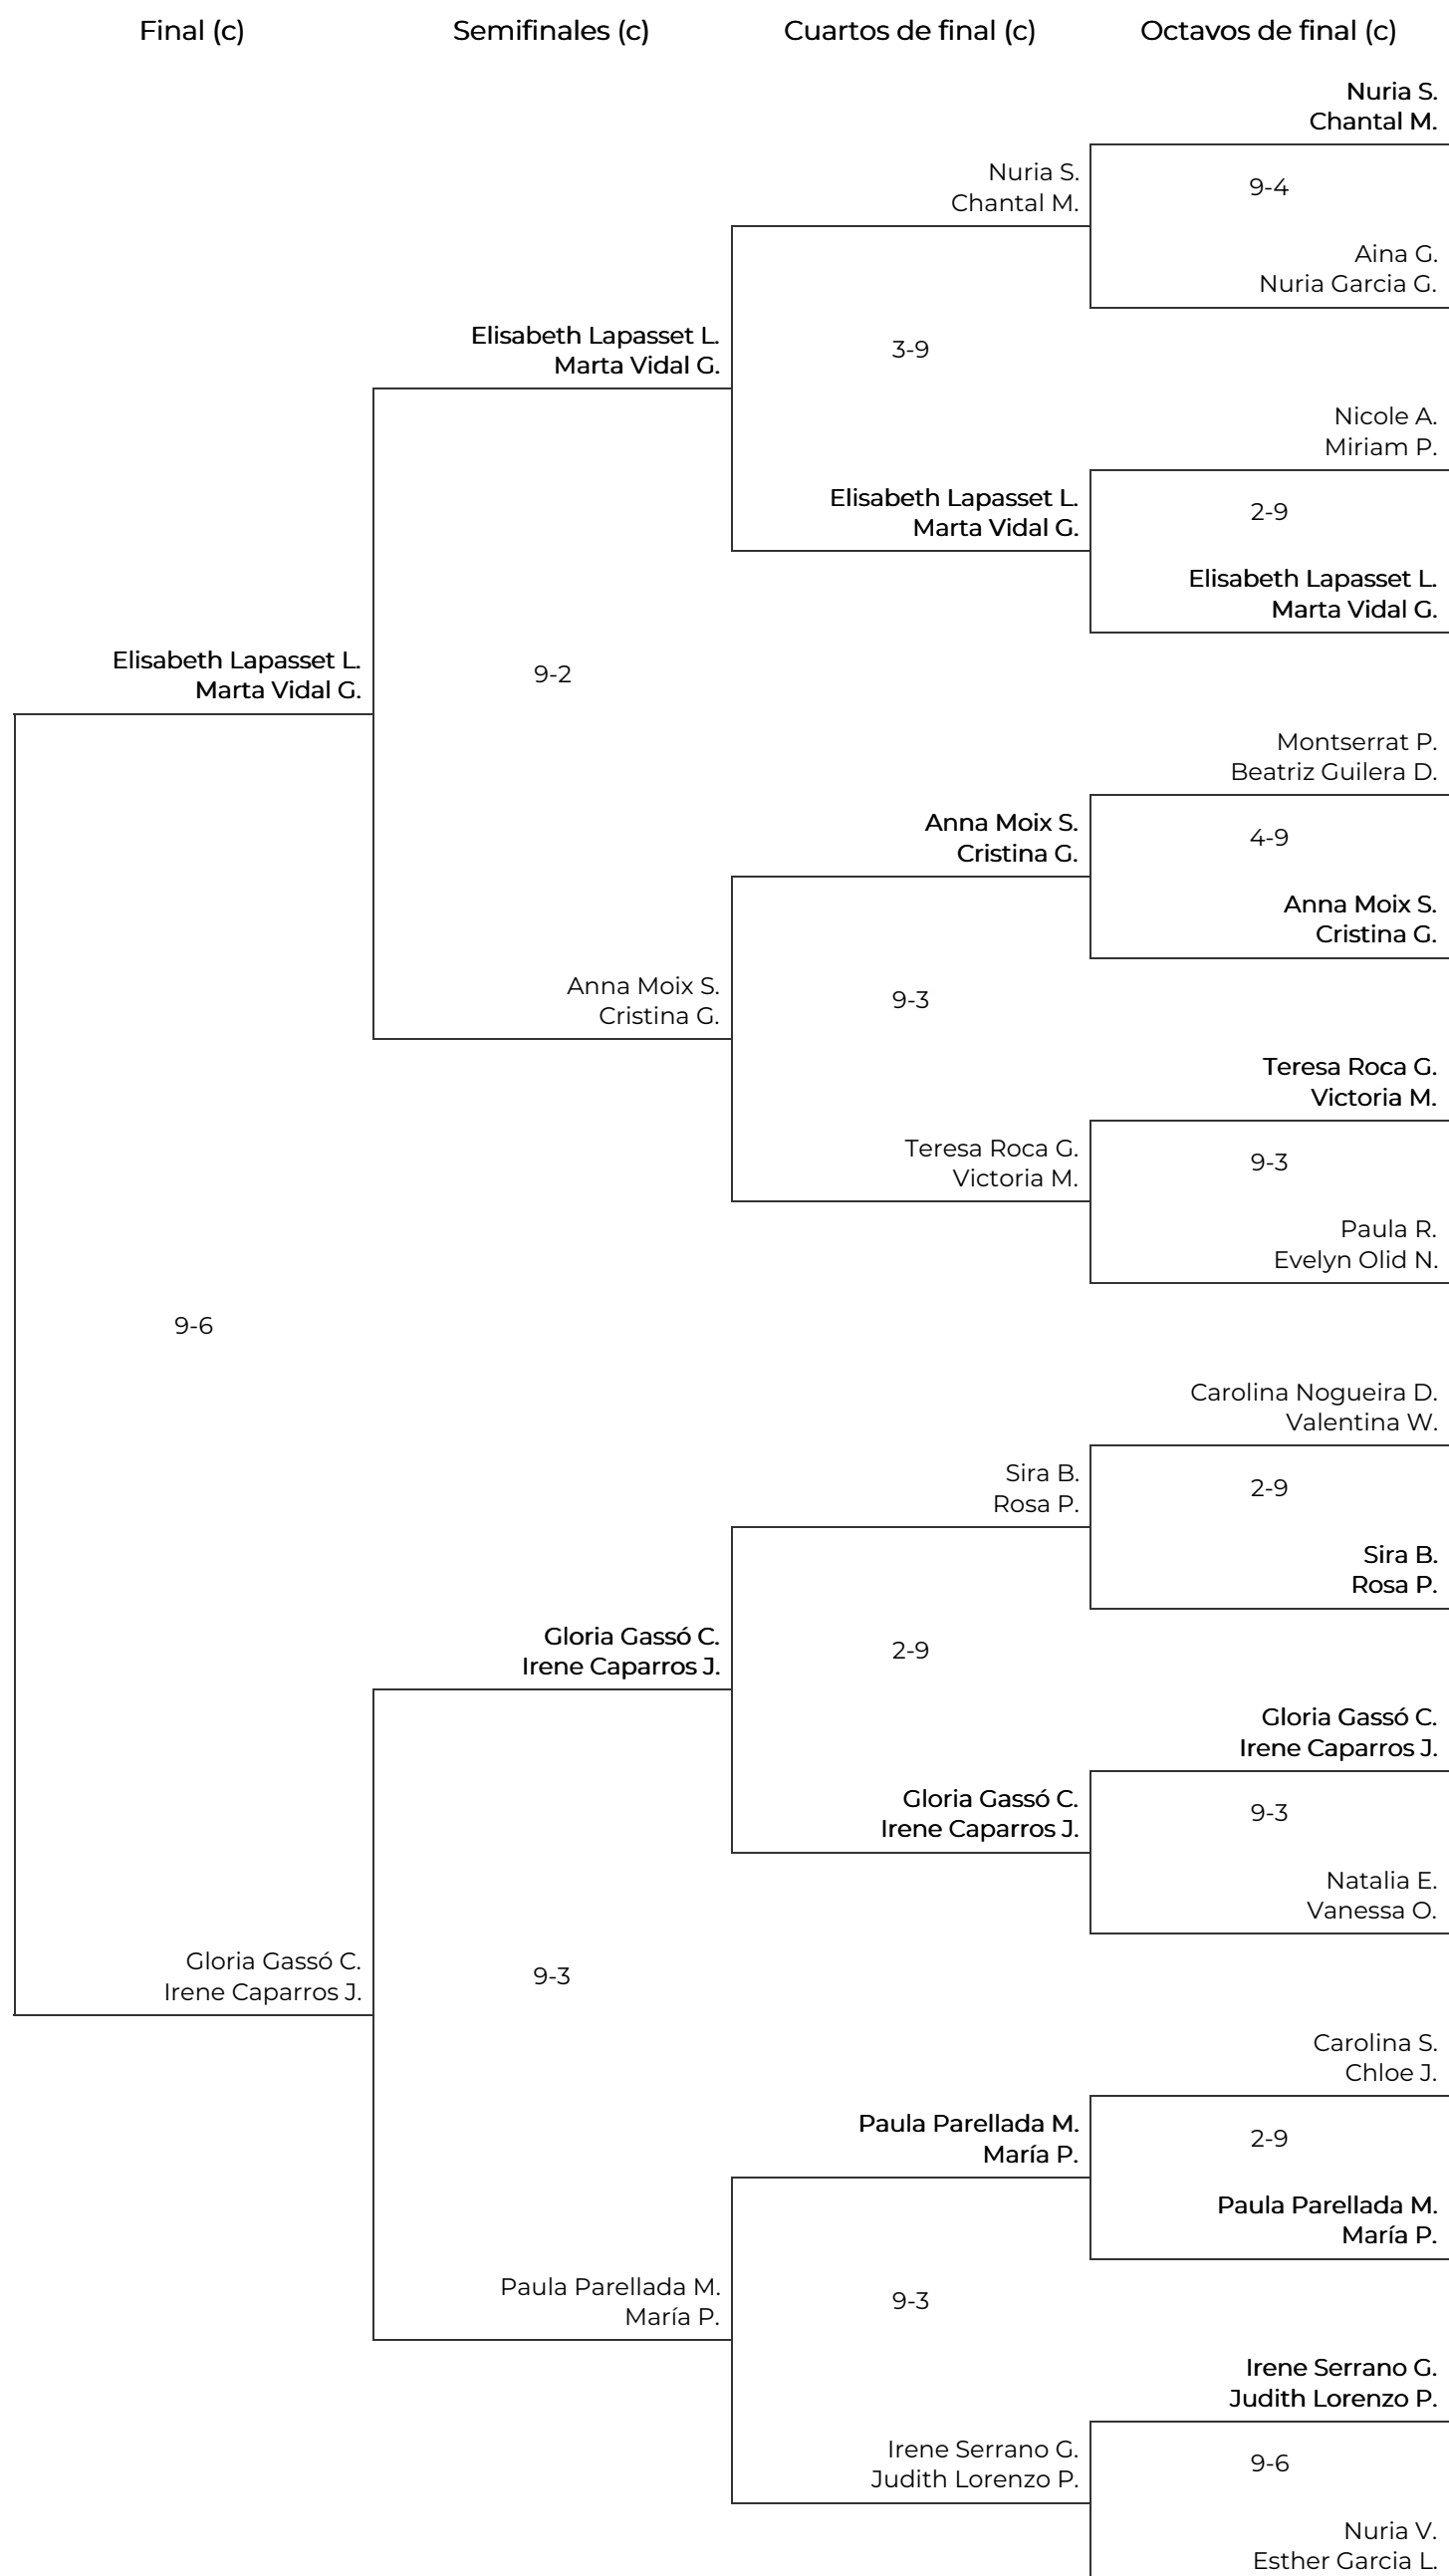 Final (c)
Semifinales (c)
Cuartos de final (c)
Octavos de final (c)
Nuria S.
Chantal M.
Nuria S.
Chantal M.
9-4
Aina G.
Nuria Garcia G.
Elisabeth Lapasset L.
Marta Vidal G.
3-9
Nicole A.
Miriam P.
Elisabeth Lapasset L.
Marta Vidal G.
2-9
Elisabeth Lapasset L.
Marta Vidal G.
Elisabeth Lapasset L.
Marta Vidal G.
9-2
Montserrat P.
Beatriz Guilera D.
Anna Moix S.
Cristina G.
4-9
Anna Moix S.
Cristina G.
Anna Moix S.
Cristina G.
9-3
Teresa Roca G.
Victoria M.
Teresa Roca G.
Victoria M.
9-3
Paula R.
Evelyn Olid N.
9-6
Carolina Nogueira D.
Valentina W.
Sira B.
Rosa P.
2-9
Sira B.
Rosa P.
Gloria Gassó C.
Irene Caparros J.
2-9
Gloria Gassó C.
Irene Caparros J.
Gloria Gassó C.
Irene Caparros J.
9-3
Natalia E.
Vanessa O.
Gloria Gassó C.
Irene Caparros J.
9-3
Carolina S.
Chloe J.
Paula Parellada M.
María P.
2-9
Paula Parellada M.
María P.
Paula Parellada M.
María P.
9-3
Irene Serrano G.
Judith Lorenzo P.
Irene Serrano G.
Judith Lorenzo P.
9-6
Nuria V.
Esther Garcia L.